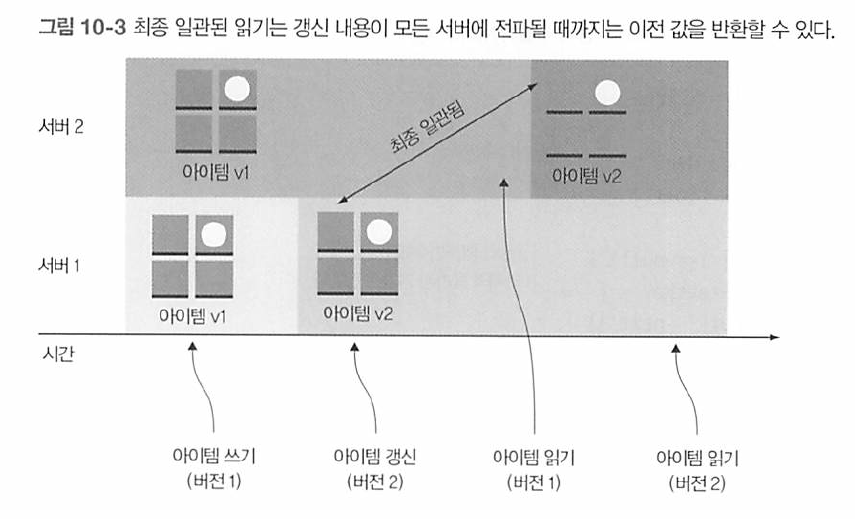 그림 10-3 최종 일관된 읽기는 갱신 내용이 모든 서버에 전파될 때까지는 이전 값을 반환할 수 있다.
서버 2
아이템 v1
최종 일관됨
아이템 v2
서버 1
아이템 v1
아이템 v2
시간
아이템 쓰기
(버전 1)
아이템 갱신
(버전 2)
아이템 읽기
(버전 1)
아이템 읽기
(버전 2)